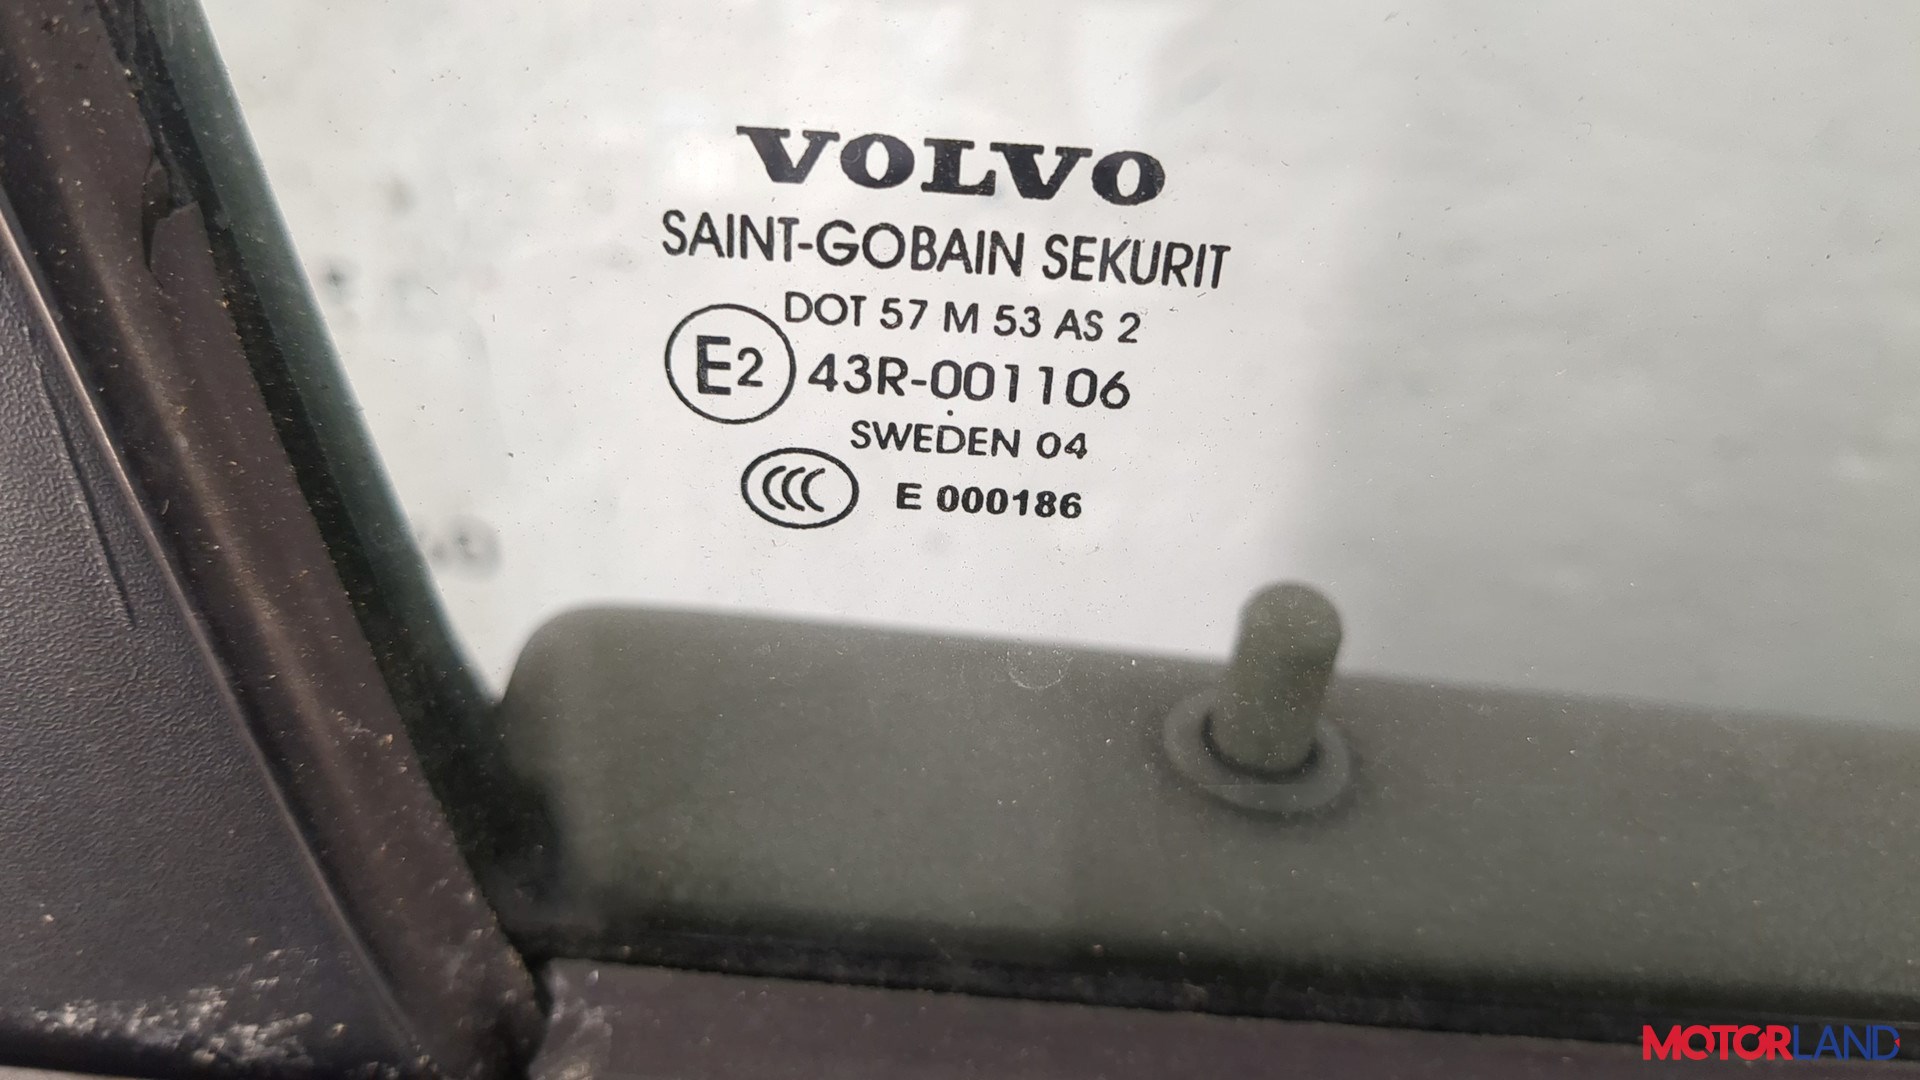 VOLVO
SAINT-GOBAIN SEKURIT
DOT 57 M 53 AS 2
E2 43R-001106
SWEDEN 04
CCC E 000186
MOTORLAND